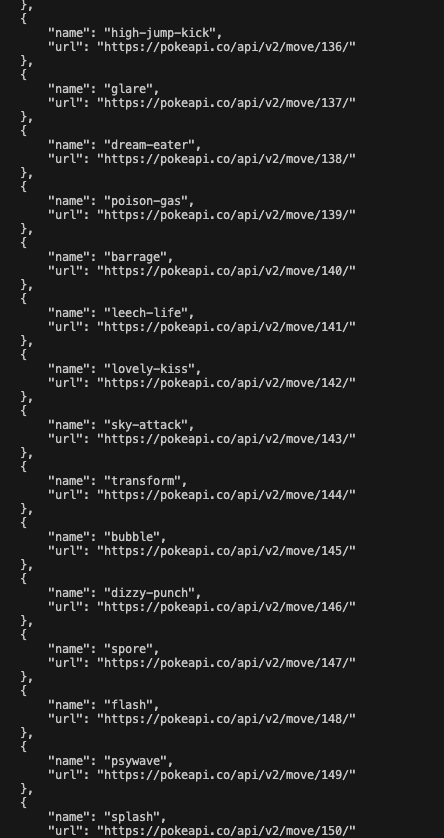 },
{
    "name": "high-jump-kick",
    "url": "https://pokeapi.co/api/v2/move/136/"
},
{
    "name": "glare",
    "url": "https://pokeapi.co/api/v2/move/137/"
},
{
    "name": "dream-eater",
    "url": "https://pokeapi.co/api/v2/move/138/"
},
{
    "name": "poison-gas",
    "url": "https://pokeapi.co/api/v2/move/139/"
},
{
    "name": "barrage",
    "url": "https://pokeapi.co/api/v2/move/140/"
},
{
    "name": "leech-life",
    "url": "https://pokeapi.co/api/v2/move/141/"
},
{
    "name": "lovely-kiss",
    "url": "https://pokeapi.co/api/v2/move/142/"
},
{
    "name": "sky-attack",
    "url": "https://pokeapi.co/api/v2/move/143/"
},
{
    "name": "transform",
    "url": "https://pokeapi.co/api/v2/move/144/"
},
{
    "name": "bubble",
    "url": "https://pokeapi.co/api/v2/move/145/"
},
{
    "name": "dizzy-punch",
    "url": "https://pokeapi.co/api/v2/move/146/"
},
{
    "name": "spore",
    "url": "https://pokeapi.co/api/v2/move/147/"
},
{
    "name": "flash",
    "url": "https://pokeapi.co/api/v2/move/148/"
},
{
    "name": "psywave",
    "url": "https://pokeapi.co/api/v2/move/149/"
},
{
    "name": "splash",
    "url": "https://pokeapi.co/api/v2/move/150/"